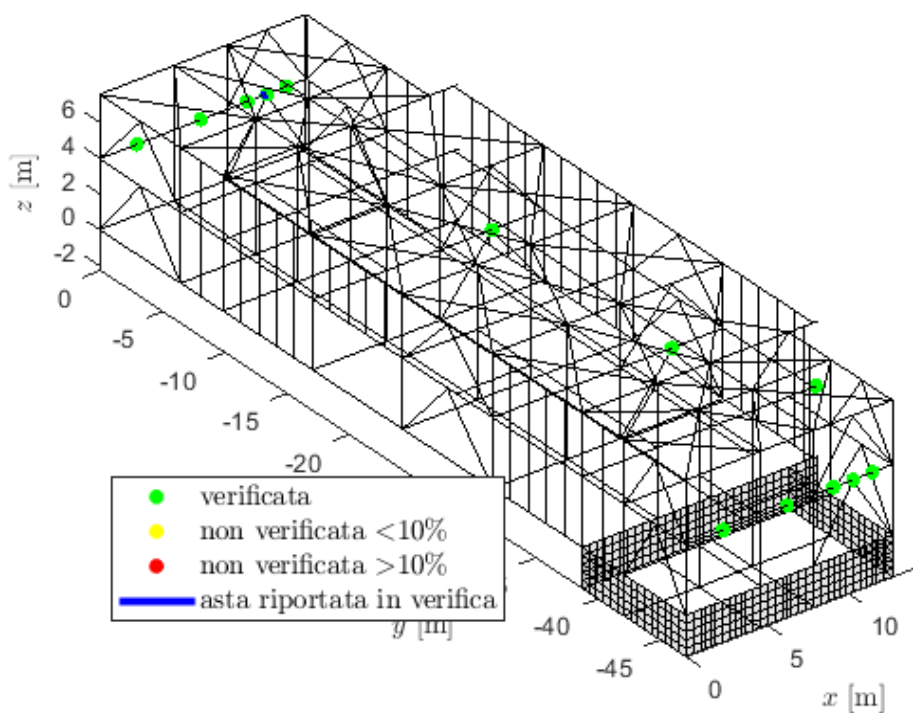 6
4
2
0
-2
z [m]
0
-5
-10
-15
-20
verificata
non verificata <10%
non verificata >10%
asta riportata in verifica
y [m]
-40
-45
0
5
10
x [m]